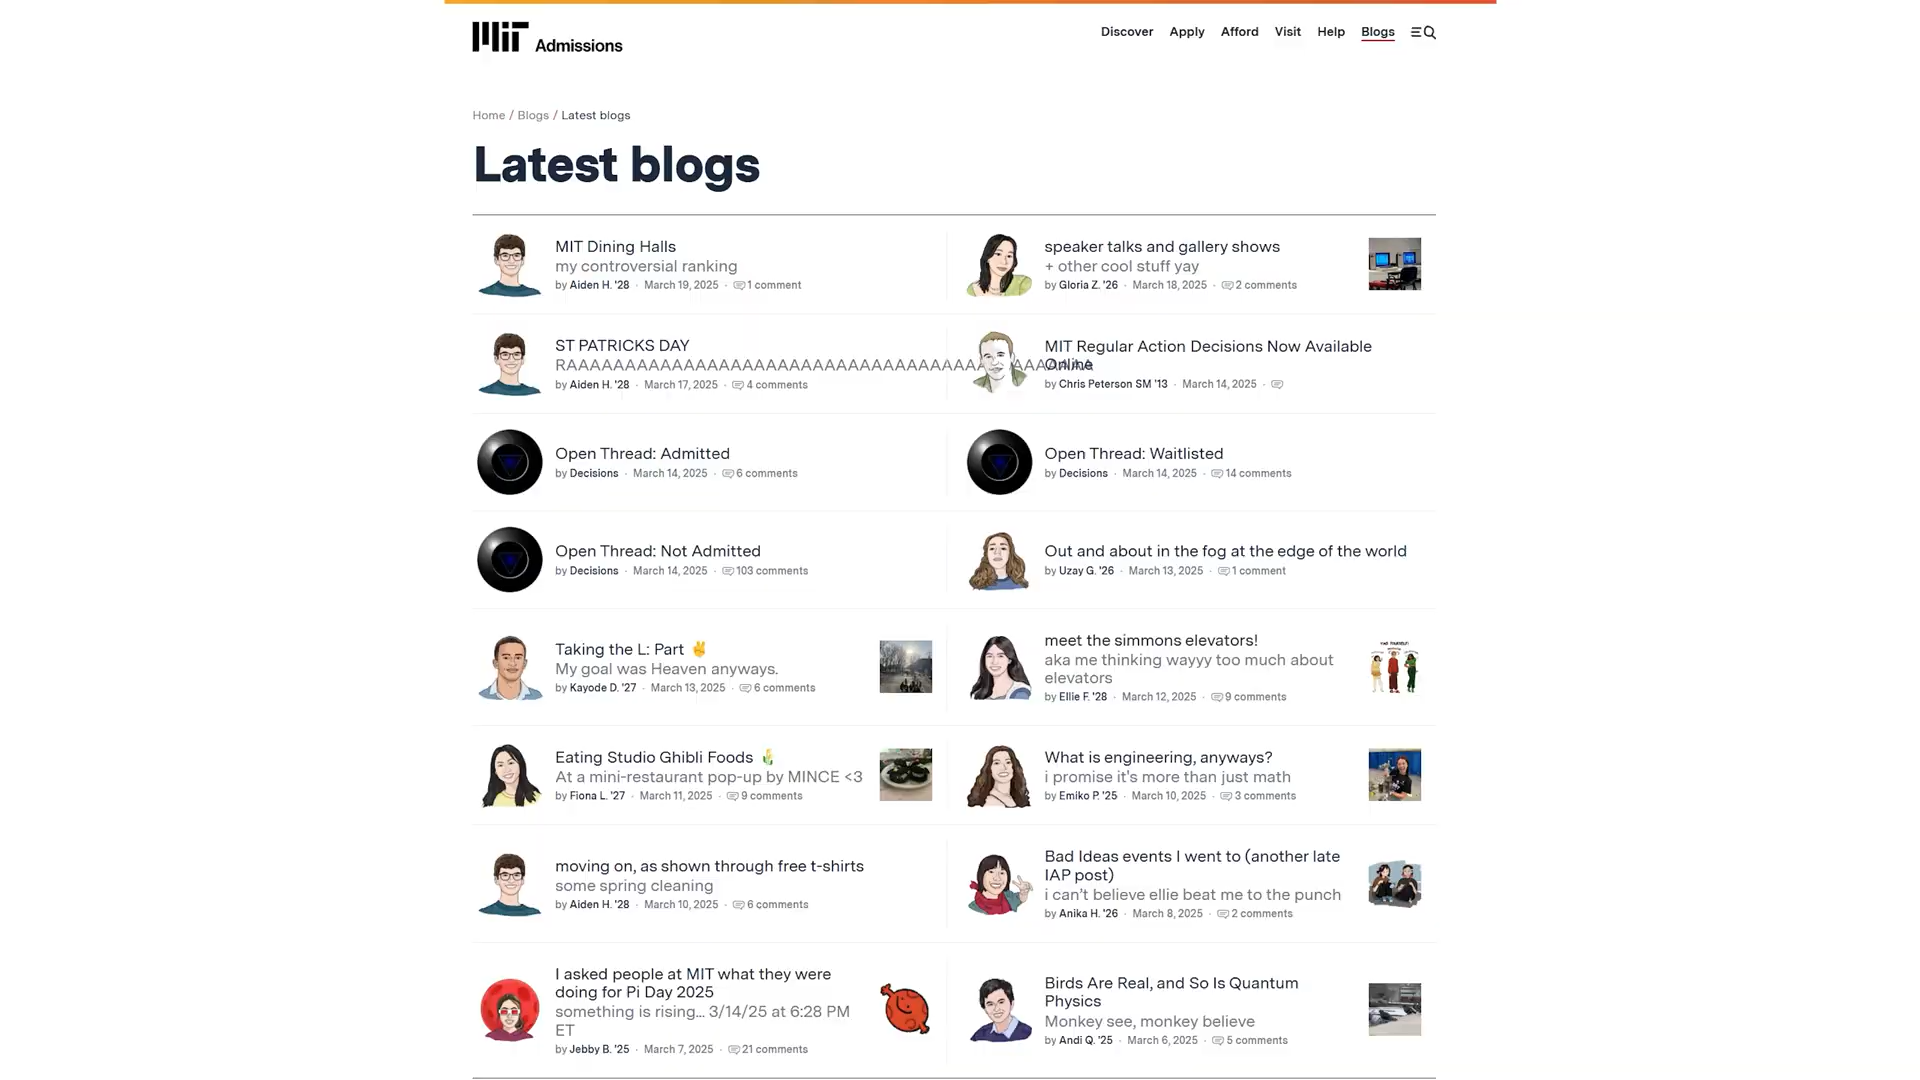 MIT Admissions
Discover Apply Afford Visit Help Blogs
Home / Blogs / Latest blogs
Latest blogs
MIT Dining Halls
my controversial ranking
by Aiden H. '28 · March 19, 2025 · 1 comment
speaker talks and gallery shows
+ other cool stuff yay
by Gloria Z. '26 · March 18, 2025 · 2 comments
ST PATRICKS DAY
by Aiden H. '28 · March 17, 2025 · 4 comments
MIT Regular Action Decisions Now Available
Online
by Chris Peterson SM '13 · March 14, 2025 ·
Open Thread: Admitted
by Decisions · March 14, 2025 · 6 comments
Open Thread: Waitlisted
by Decisions · March 14, 2025 · 14 comments
Open Thread: Not Admitted
by Decisions · March 14, 2025 · 103 comments
Out and about in the fog at the edge of the world
by Uzay G. '26 · March 13, 2025 · 1 comment
Taking the L: Part ✌️
My goal was Heaven anyways.
by Kayode D. '27 · March 13, 2025 · 6 comments
meet the simmons elevators!
aka me thinking wayyy too much about
elevators
by Ellie F. '28 · March 12, 2025 · 9 comments
Eating Studio Ghibli Foods
At a mini-restaurant pop-up by MINCE <3
by Fiona L. '27 · March 11, 2025 · 9 comments
What is engineering, anyways?
i promise it's more than just math
by Emiko P. '25 · March 10, 2025 · 3 comments
moving on, as shown through free t-shirts
some spring cleaning
by Aiden H. '28 · March 10, 2025 · 6 comments
Bad Ideas events I went to (another late
IAP post)
i can't believe ellie beat me to the punch
by Anika H. '26 · March 8, 2025 · 2 comments
I asked people at MIT what they were
doing for Pi Day 2025
something is rising... 3/14/25 at 6:28 PM
ET
by Jebby B. '25 · March 7, 2025 · 21 comments
Birds Are Real, and So Is Quantum
Physics
Monkey see, monkey believe
by Andi Q. '25 · March 6, 2025 · 5 comments